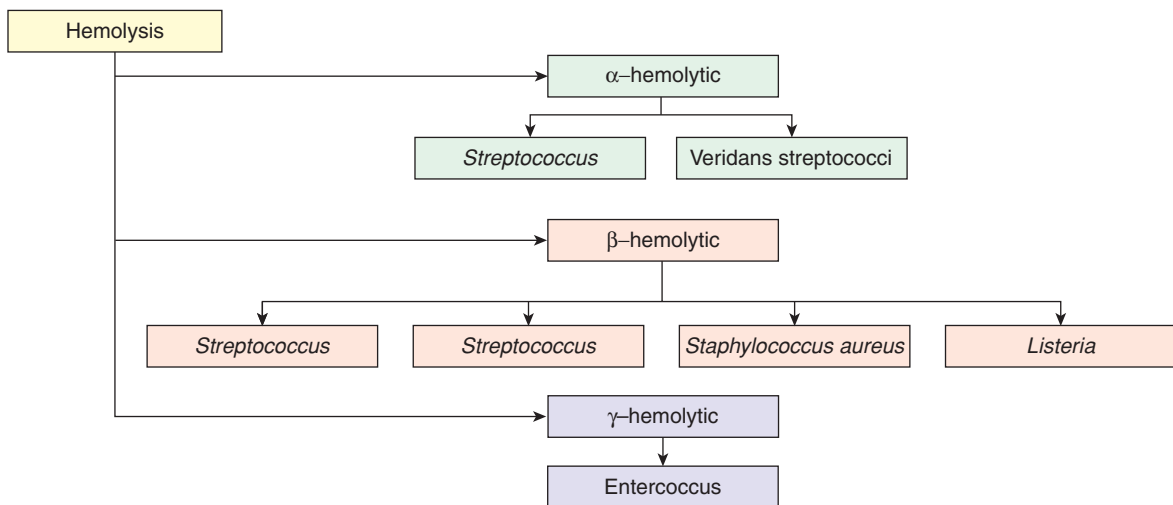 Hemolysis
α–hemolytic
Streptococcus
Veridans streptococci
β–hemolytic
Streptococcus
Streptococcus
Staphylococcus aureus
Listeria
γ–hemolytic
Entercoccus